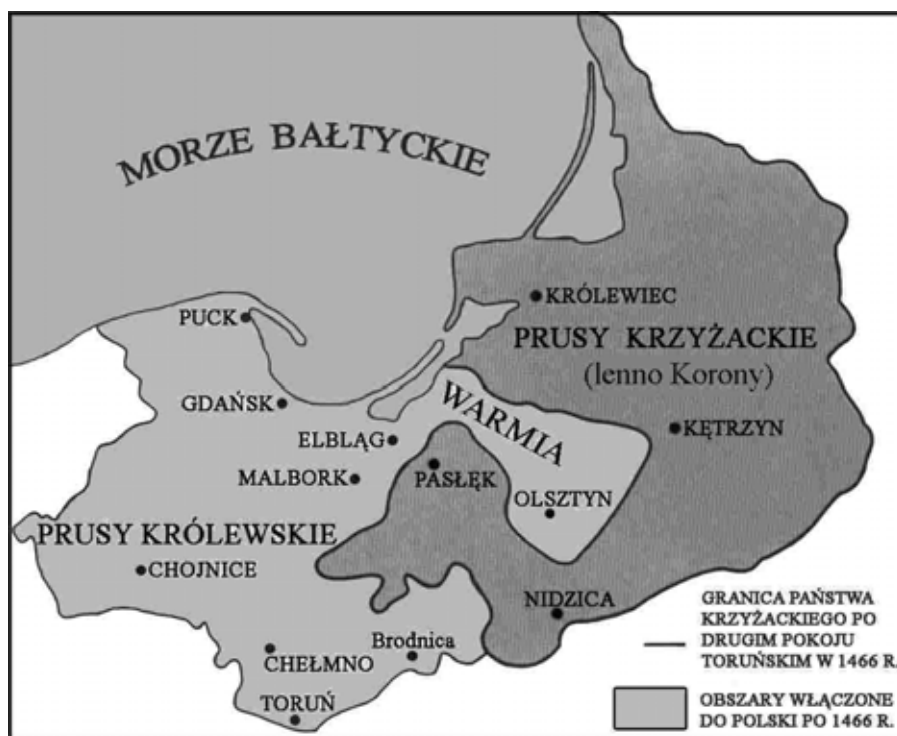 MORZE BAŁTYCKIE
PUCK
KRÓLEWIEC
PRUSY KRZYŻACKIE
(lenno Korony)
GDAŃSK
WARMIA
ELBLĄG
KĘTRZYN
MALBORK
PASŁĘK
OLSZTYN
PRUSY KRÓLEWSKIE
CHOJNICE
NIDZICA
Brodnica
CHEŁMNO
TORUŃ
GRANICA PAŃSTWA
KRZYŻACKIEGO PO
DRUGIM POKOJU
TORUŃSKIM W 1466 R.
OBSZARY WŁĄCZONE
DO POLSKI PO 1466 R.